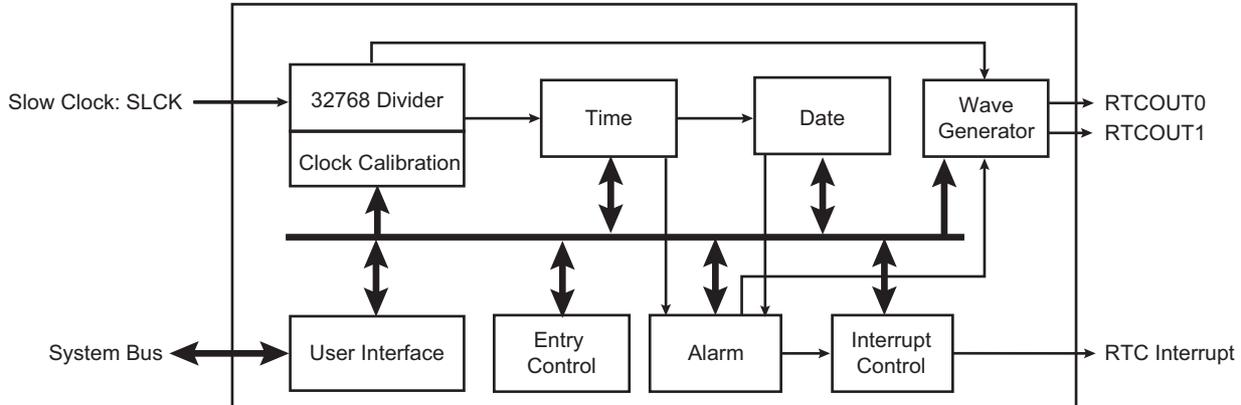 Slow Clock: SLCK
32768 Divider
Clock Calibration
Time
Date
Wave
Generator
RTCOUT0
RTCOUT1
System Bus
User Interface
Entry
Control
Alarm
Interrupt
Control
RTC Interrupt